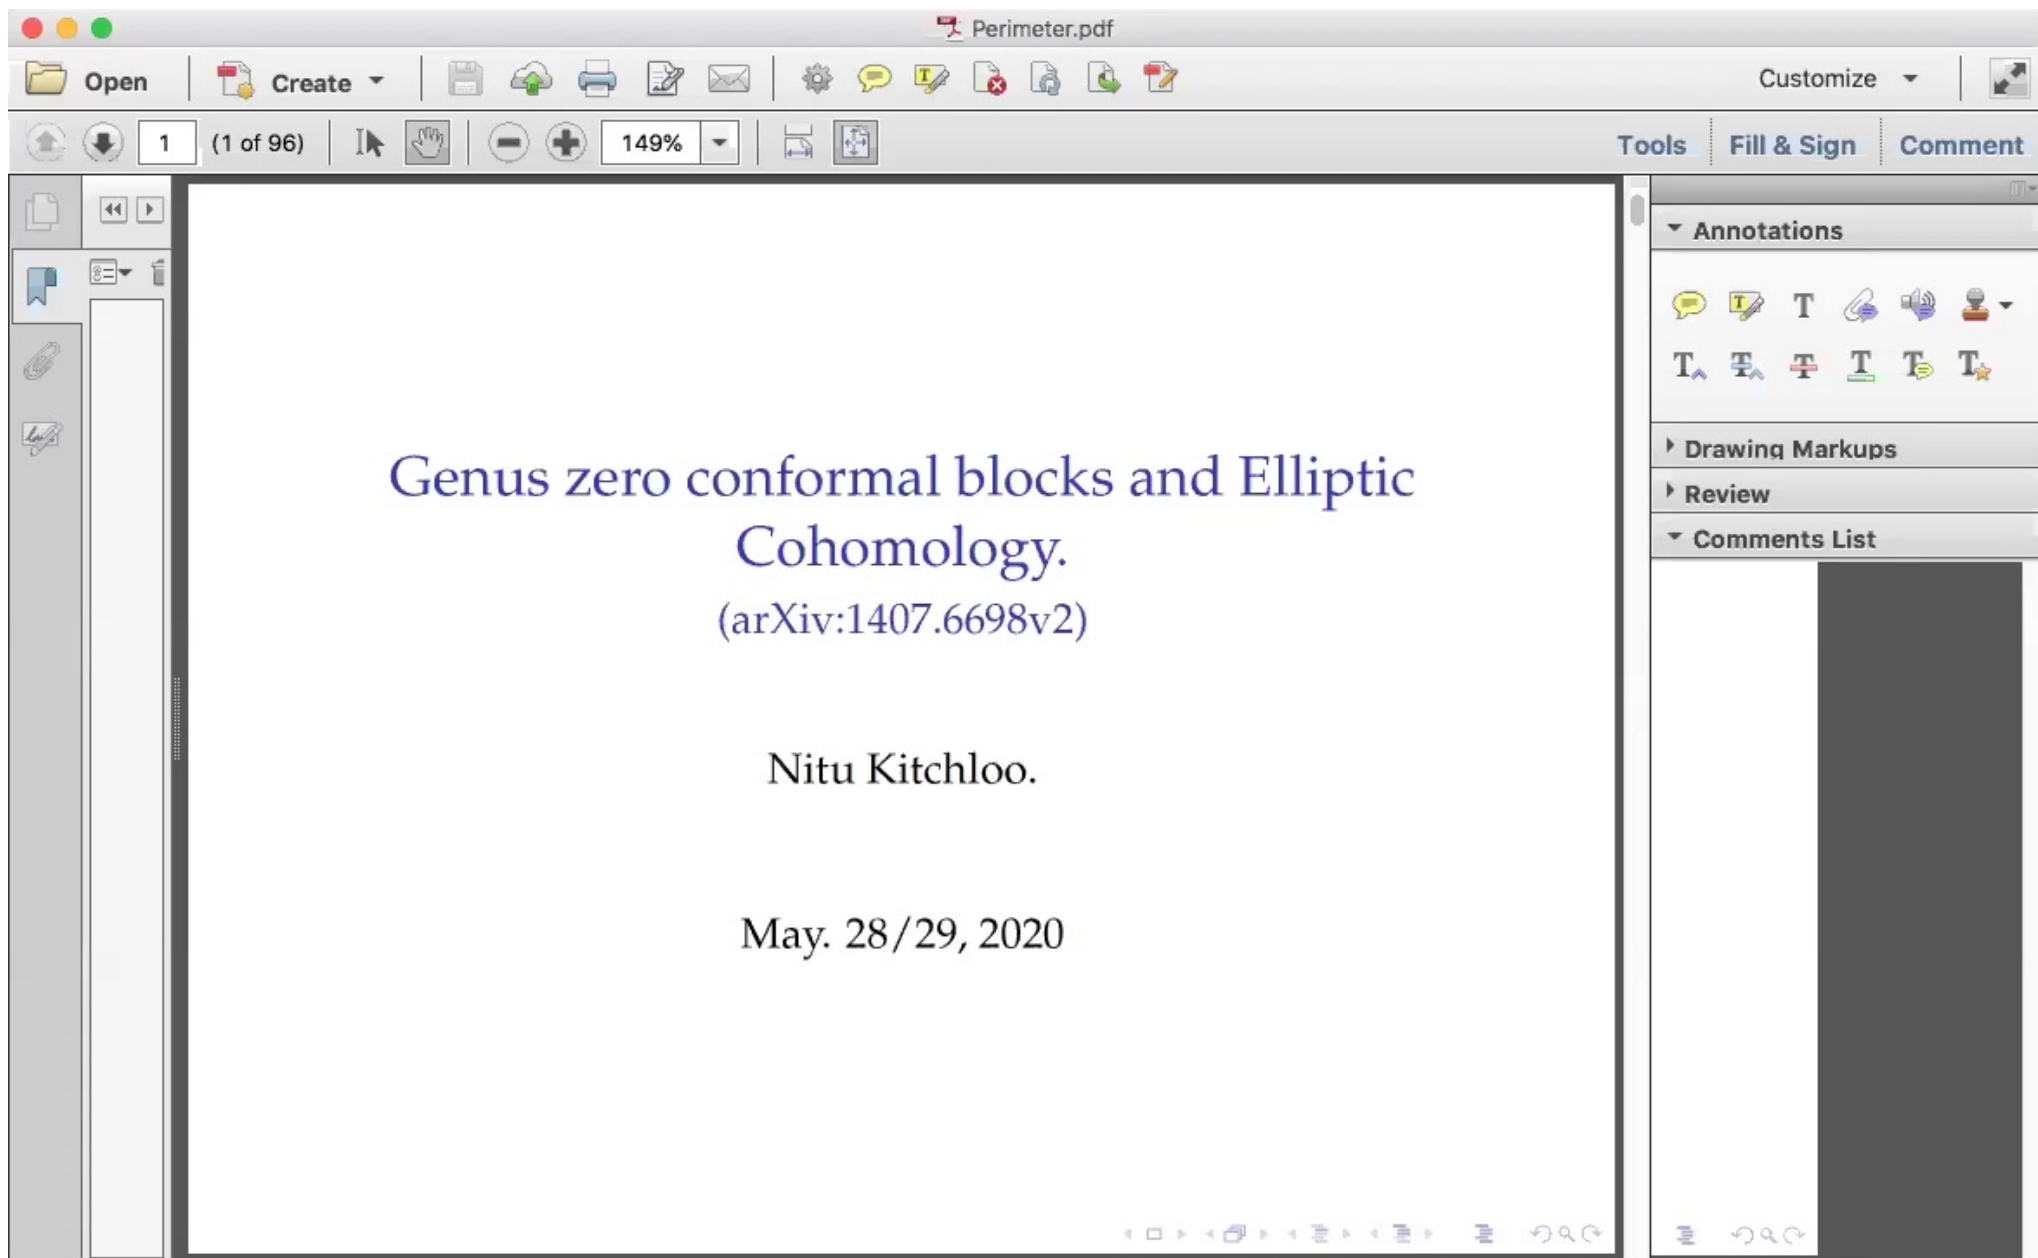 Perimeter.pdf
Open Create Customize
1 (1 of 96) 149% Tools Fill & Sign Comment
Genus zero conformal blocks and Elliptic
Cohomology.
(arXiv:1407.6698v2)
Nitu Kitchloo.
May. 28/29, 2020
Annotations
Drawing Markups
Review
Comments List